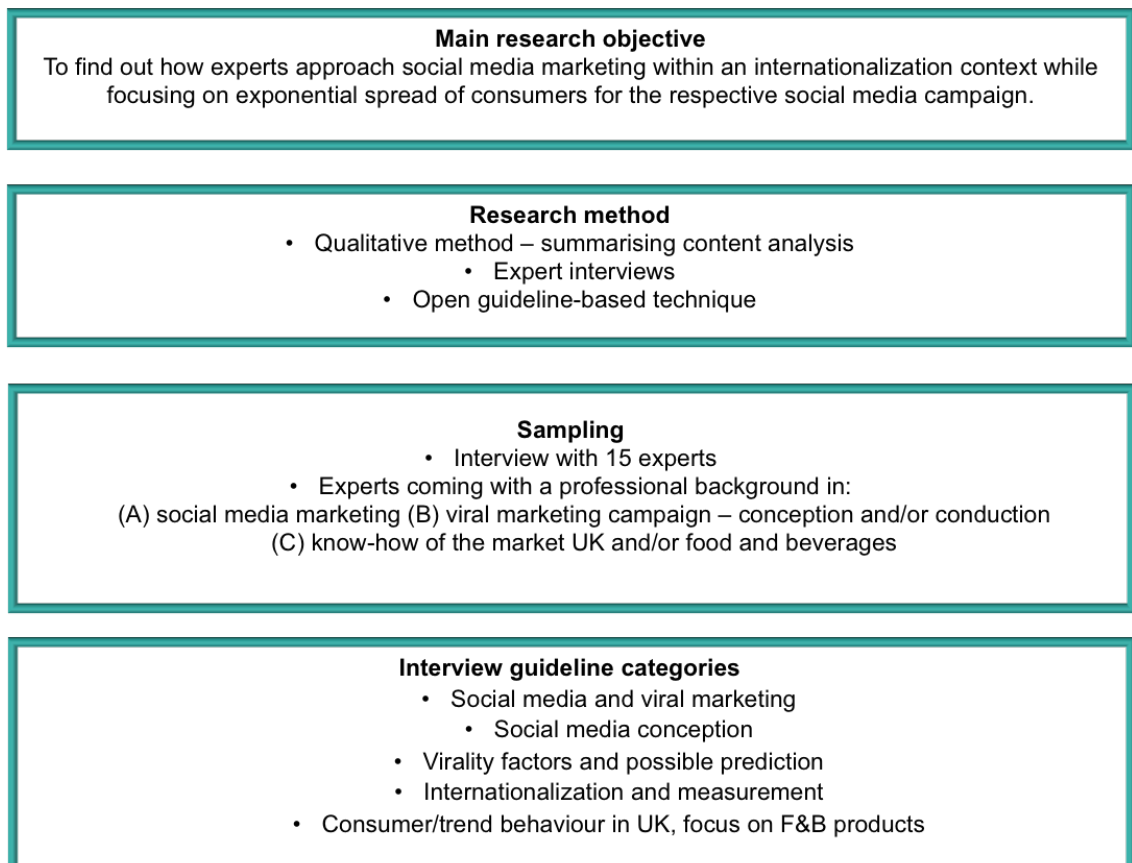 Main research objective
To find out how experts approach social media marketing within an internationalization context while
focusing on exponential spread of consumers for the respective social media campaign.
Research method
• Qualitative method – summarising content analysis
• Expert interviews
• Open guideline-based technique
Sampling
• Interview with 15 experts
• Experts coming with a professional background in:
(A) social media marketing (B) viral marketing campaign – conception and/or conduction
(C) know-how of the market UK and/or food and beverages
Interview guideline categories
• Social media and viral marketing
• Social media conception
• Virality factors and possible prediction
• Internationalization and measurement
• Consumer/trend behaviour in UK, focus on F&B products